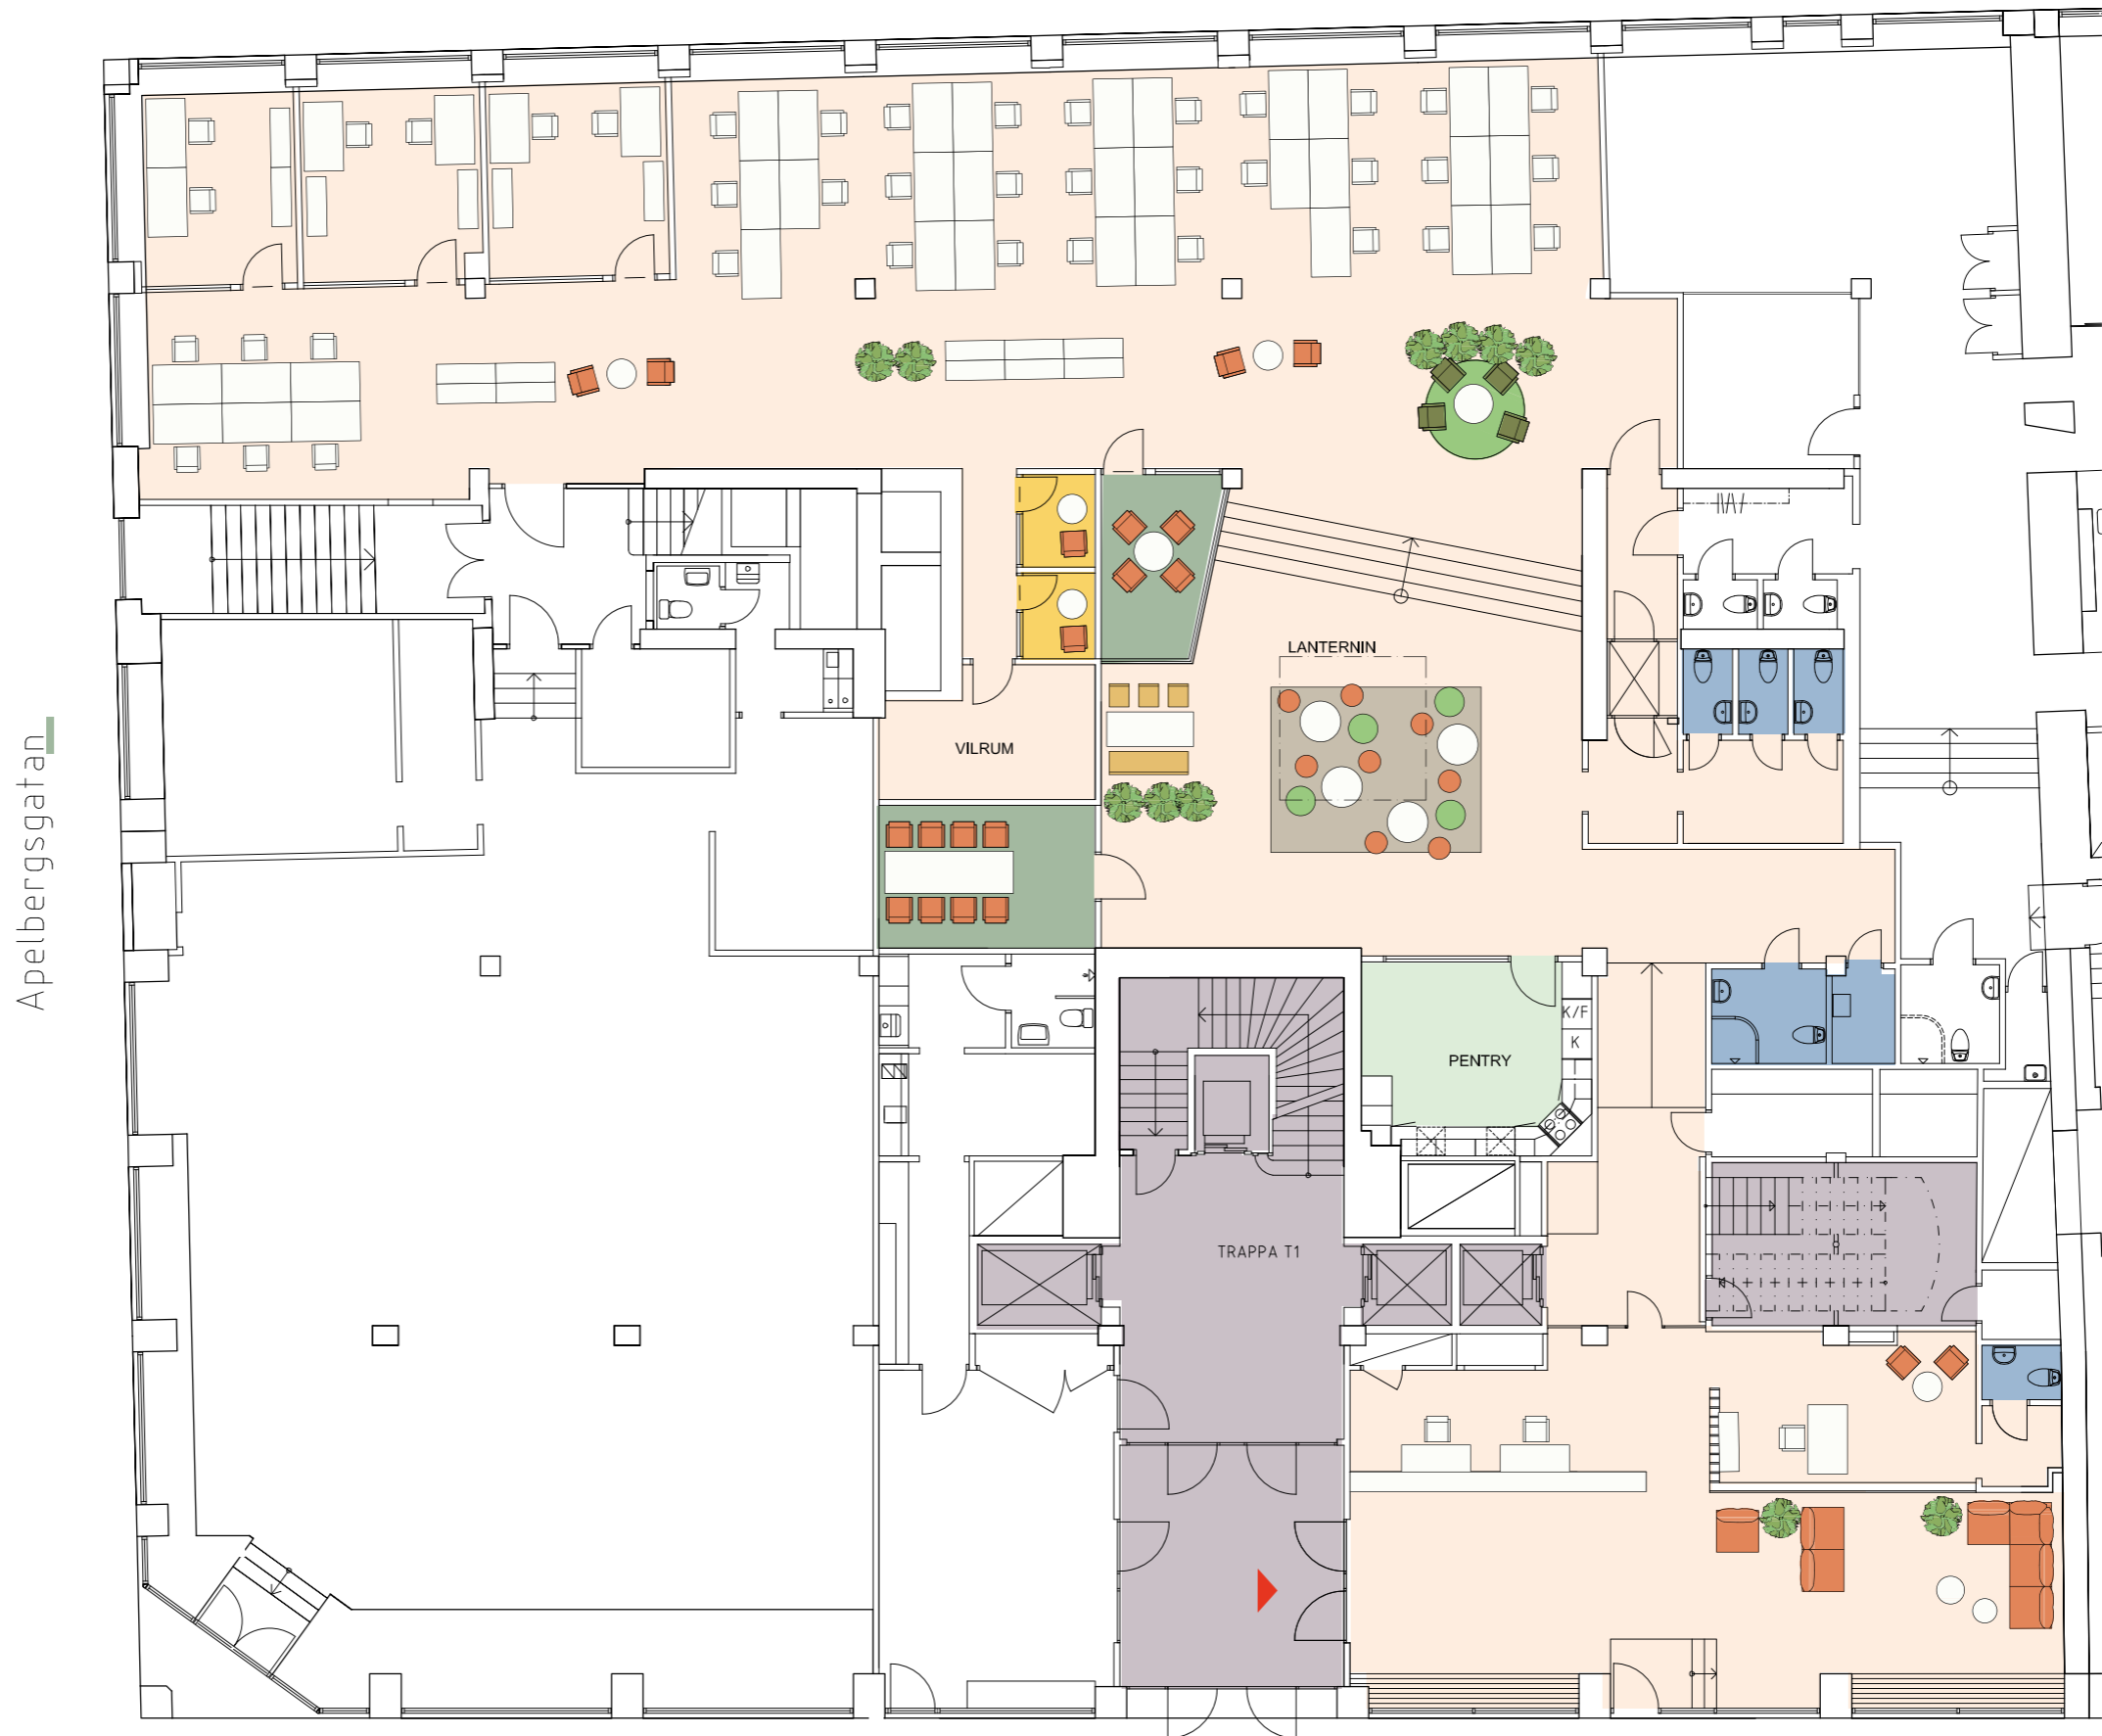 LANTERNIN
VILRUM
Apelbergsgatan
K/F
K
PENTRY
TRAPPA T1